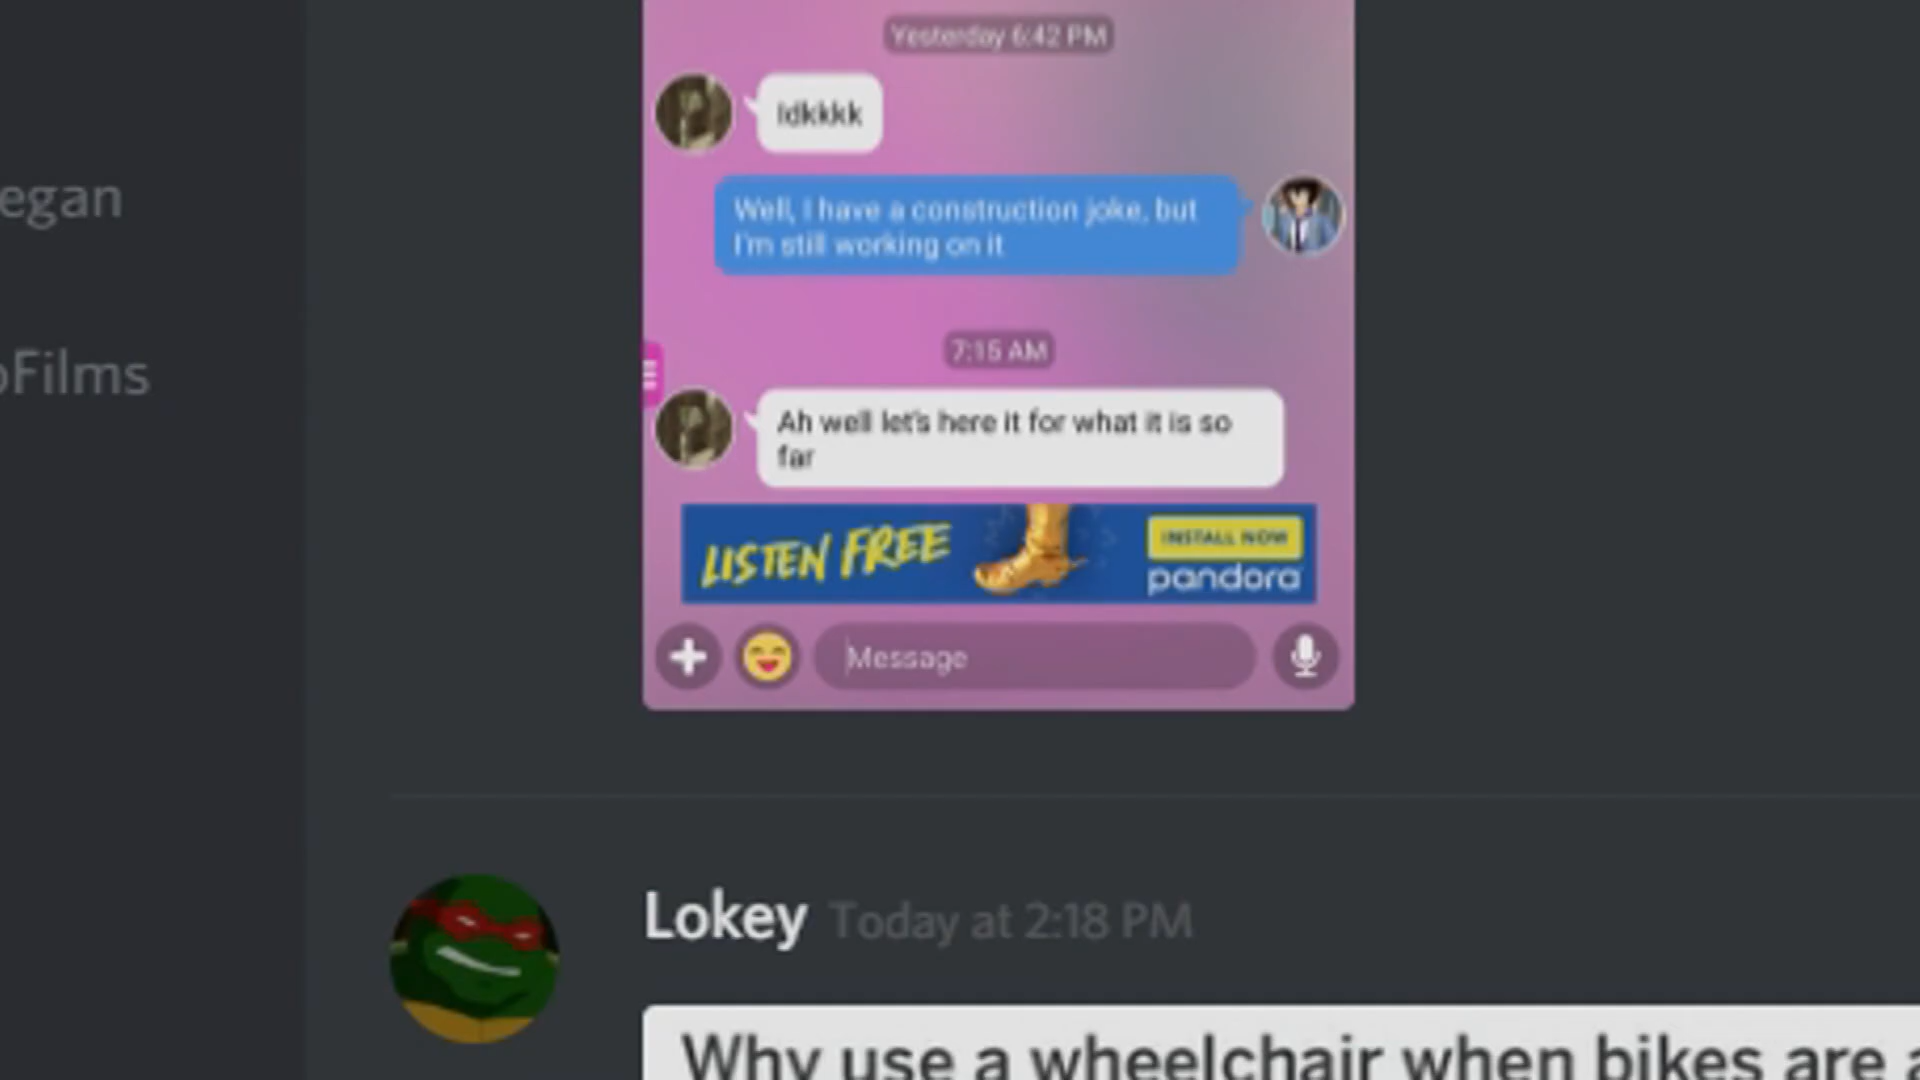 Yesterday 6:42 PM
Idkkkk
egan
Well, I have a construction joke, but
I'm still working on it
7:15 AM
oFilms
Ah well let's here it for what it is so
far
LISTEN FREE
INSTALL NOW
pandora
Message
Lokey Today at 2:18 PM
Why use a wheelchair when bikes are a